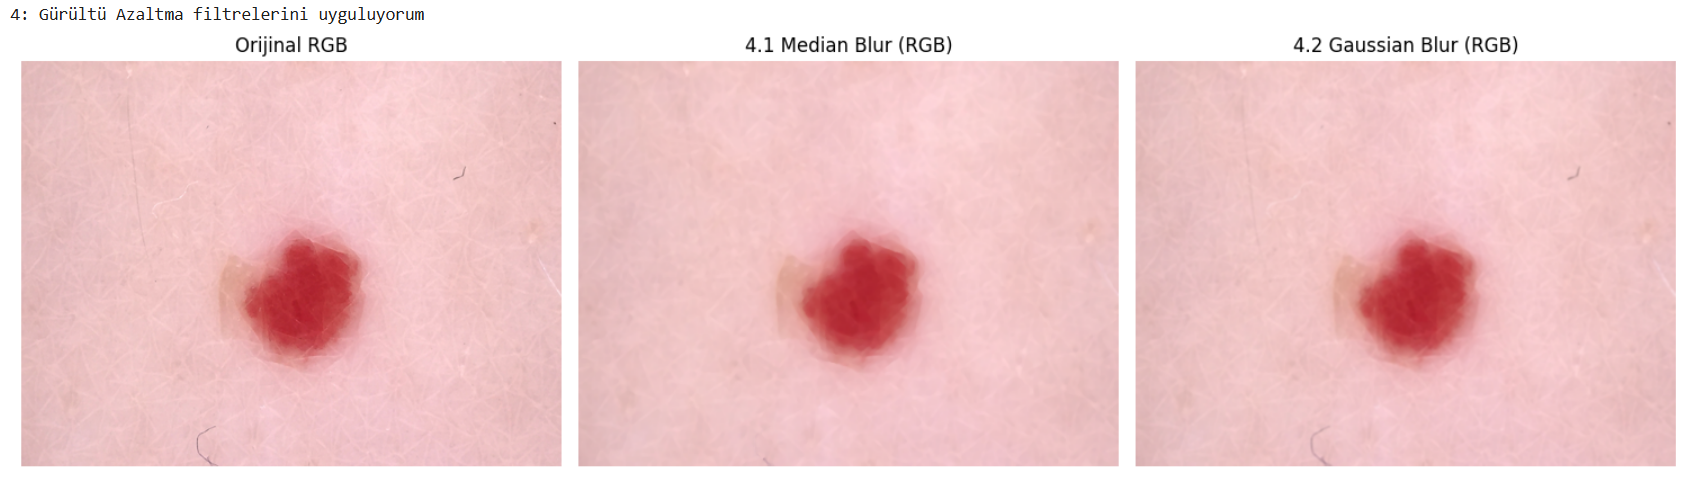 4: Gürültü Azaltma filtrelerini uyguluyorum
Orijinal RGB
4.1 Median Blur (RGB)
4.2 Gaussian Blur (RGB)